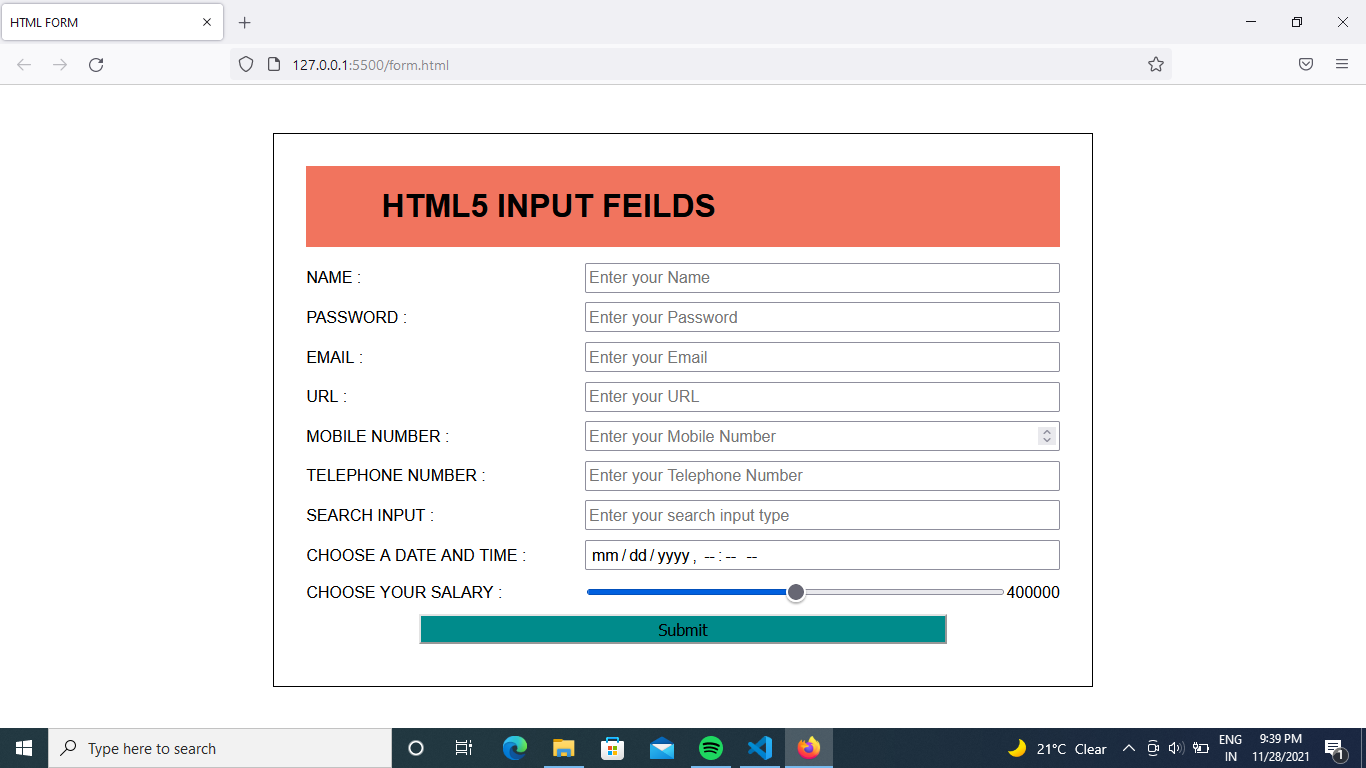 HTML FORM
127.0.0.1:5500/form.html
HTML5 INPUT FEILDS
NAME : Enter your Name
PASSWORD : Enter your Password
EMAIL : Enter your Email
URL : Enter your URL
MOBILE NUMBER : Enter your Mobile Number
TELEPHONE NUMBER : Enter your Telephone Number
SEARCH INPUT : Enter your search input type
CHOOSE A DATE AND TIME : mm / dd / yyyy , -- : -- --
CHOOSE YOUR SALARY : 400000
Submit
Type here to search
21°C Clear
ENG
IN
9:39 PM
11/28/2021
1